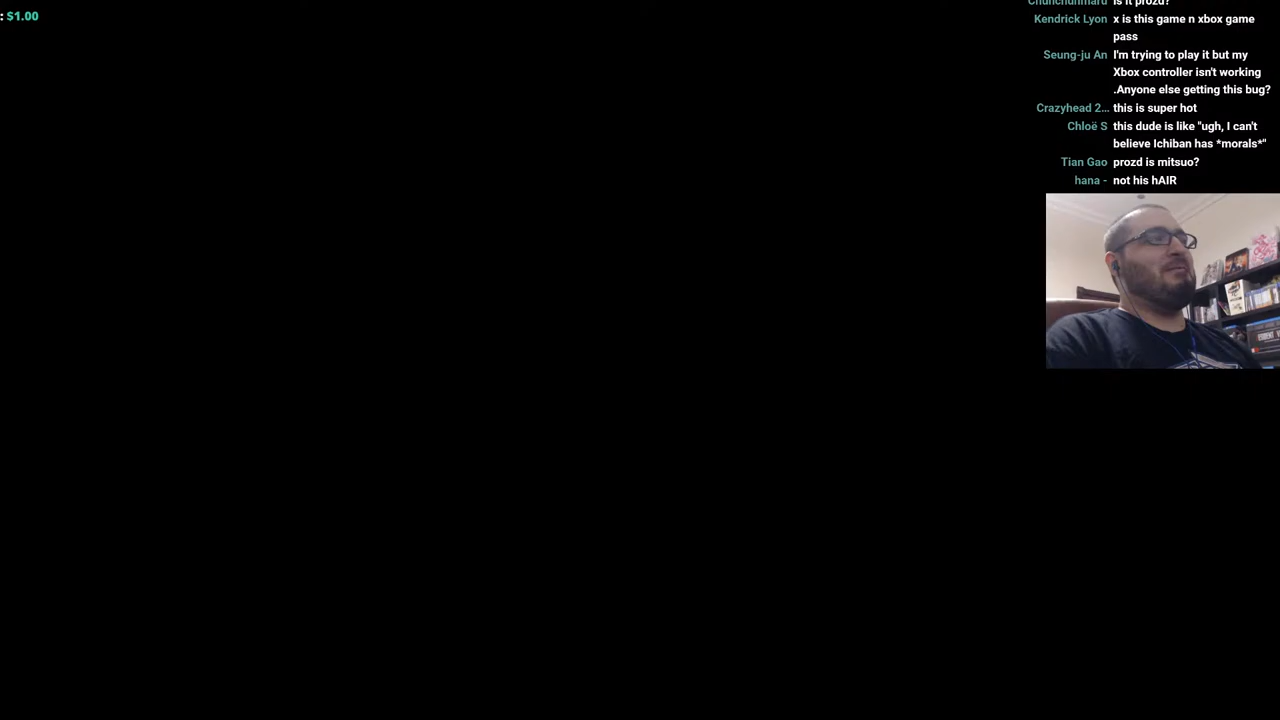 : $1.00
Chunchunmaru is it prozd?
Kendrick Lyon x is this game n xbox game
pass
Seung-ju An I'm trying to play it but my
Xbox controller isn't working
.Anyone else getting this bug?
Crazyhead 2… this is super hot
Chloë S this dude is like "ugh, I can't
believe Ichiban has *morals*"
Tian Gao prozd is mitsuo?
hana - not his hAIR